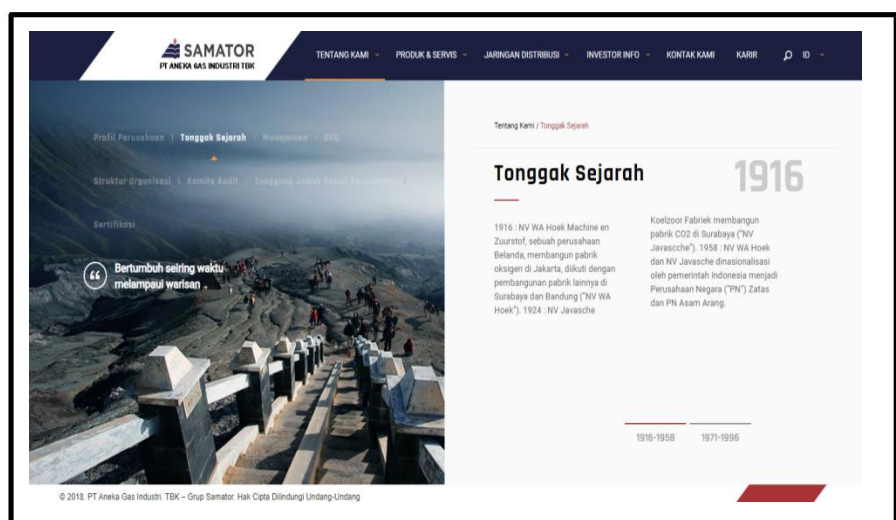 SAMATOR
PT ANEKA GAS INDUSTRI TBK
TENTANG KAMI PRODUK & SERVIS JARINGAN DISTRIBUSI INVESTOR INFO KONTAK KAMI KARIR ID
Profil Perusahaan | Tonggak Sejarah | Manajemen | GCG
Struktur Organisasi | Komite Audit | Tanggung Jawab Sosial Perusahaan
Sertifikasi
Bertumbuh seiring waktu
melampaui warisan
Tentang Kami / Tonggak Sejarah
Tonggak Sejarah
1916
1916 : NV WA Hoek Machine en
Zuurstof, sebuah perusahaan
Belanda, membangun pabrik
oksigen di Jakarta, diikuti dengan
pembangunan pabrik lainnya di
Surabaya dan Bandung ("NV WA
Hoek"). 1924 : NV Javasche
Koelzoor Fabriek membangun
pabrik CO2 di Surabaya ("NV
Javascche"). 1958 : NV WA Hoek
dan NV Javasche dinasionalisasi
oleh pemerintah Indonesia menjadi
Perusahaan Negara ("PN") Zatas
dan PN Asam Arang.
1916-1958 1971-1996
© 2018. PT Aneka Gas Industri. TBK – Grup Samator. Hak Cipta Dilindungi Undang-Undang